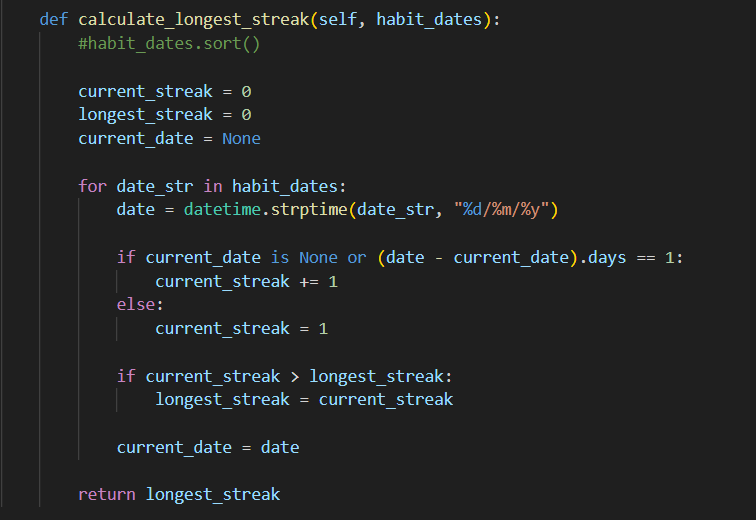 def calculate_longest_streak(self, habit_dates):
    #habit_dates.sort()

    current_streak = 0
    longest_streak = 0
    current_date = None

    for date_str in habit_dates:
        date = datetime.strptime(date_str, "%d/%m/%y")

        if current_date is None or (date - current_date).days == 1:
            current_streak += 1
        else:
            current_streak = 1

        if current_streak > longest_streak:
            longest_streak = current_streak

        current_date = date

    return longest_streak